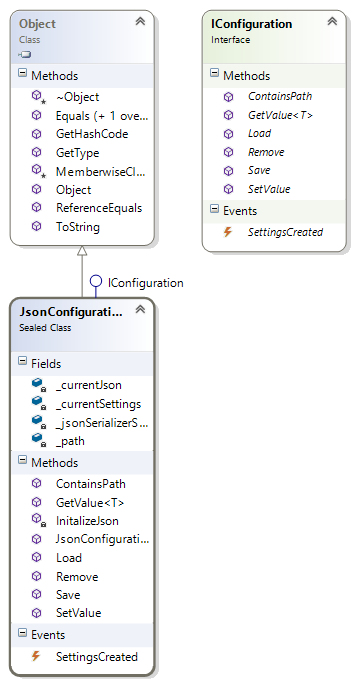 Object
Class
Methods
~Object
Equals (+ 1 ove...
GetHashCode
GetType
MemberwiseCl...
Object
ReferenceEquals
ToString
IConfiguration
Interface
Methods
ContainsPath
GetValue<T>
Load
Remove
Save
SetValue
Events
SettingsCreated
IConfiguration
JsonConfigurati...
Sealed Class
Fields
_currentJson
_currentSettings
_jsonSerializerS...
_path
Methods
ContainsPath
GetValue<T>
InitalizeJson
JsonConfigurati...
Load
Remove
Save
SetValue
Events
SettingsCreated